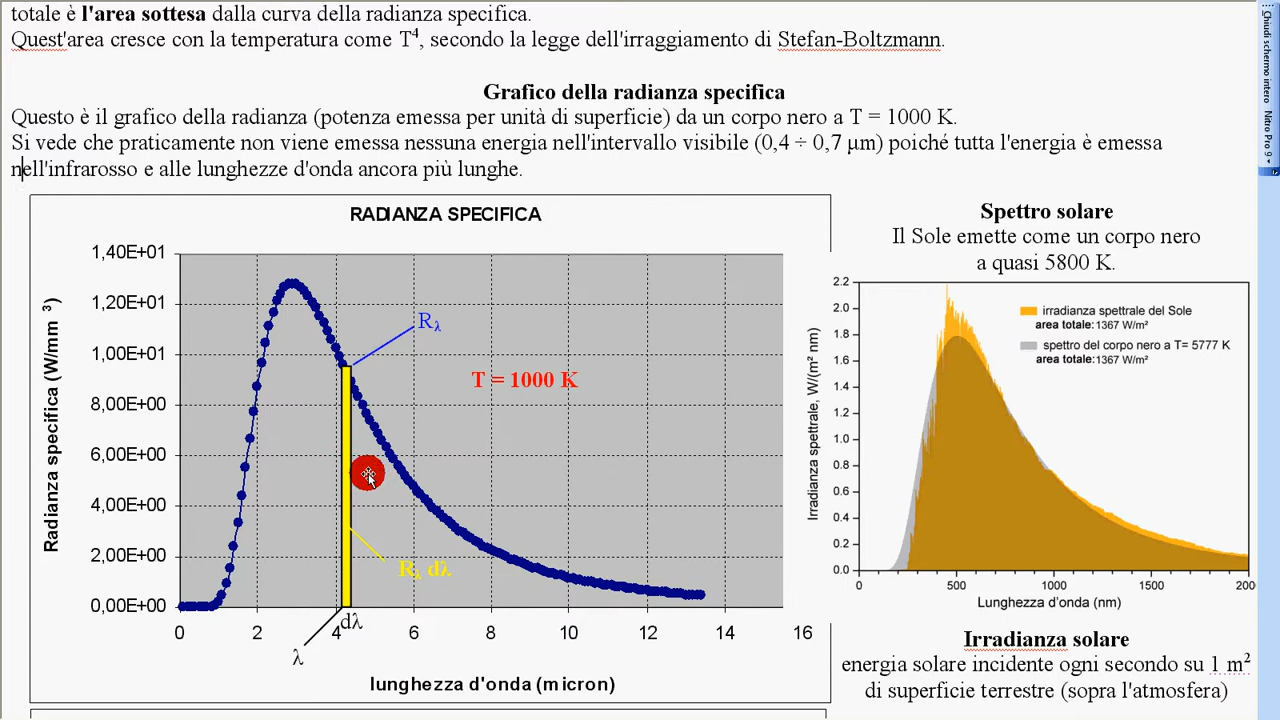 totale è l'area sottesa dalla curva della radianza specifica.
Quest'area cresce con la temperatura come T⁴, secondo la legge dell'irraggiamento di Stefan-Boltzmann.
Grafico della radianza specifica
Questo è il grafico della radianza (potenza emessa per unità di superficie) da un corpo nero a T = 1000 K.
Si vede che praticamente non viene emessa nessuna energia nell'intervallo visibile (0,4 ÷ 0,7 μm) poiché tutta l'energia è emessa
nell'infrarosso e alle lunghezze d'onda ancora più lunghe.
RADIANZA SPECIFICA
Radianza specifica (W/mm³)
1,40E+01
1,20E+01
1,00E+01
8,00E+00
6,00E+00
4,00E+00
2,00E+00
0,00E+00
0 2 4 6 8 10 12 14 16
Rλ
T = 1000 K
Rλ dλ
dλ
λ
lunghezza d'onda (micron)
Spettro solare
Il Sole emette come un corpo nero
a quasi 5800 K.
Irradianza spettrale, W/(m² nm)
2.2
2.0
1.8
1.6
1.4
1.2
1.0
0.8
0.6
0.4
0.2
0.0
0 500 1000 1500 200
irradianza spettrale del Sole
area totale: 1367 W/m²
spettro del corpo nero a T= 5777 K
area totale: 1367 W/m²
Lunghezza d'onda (nm)
Irradianza solare
energia solare incidente ogni secondo su 1 m²
di superficie terrestre (sopra l'atmosfera)
Chiudi schermo intero
Nitro Pro 9